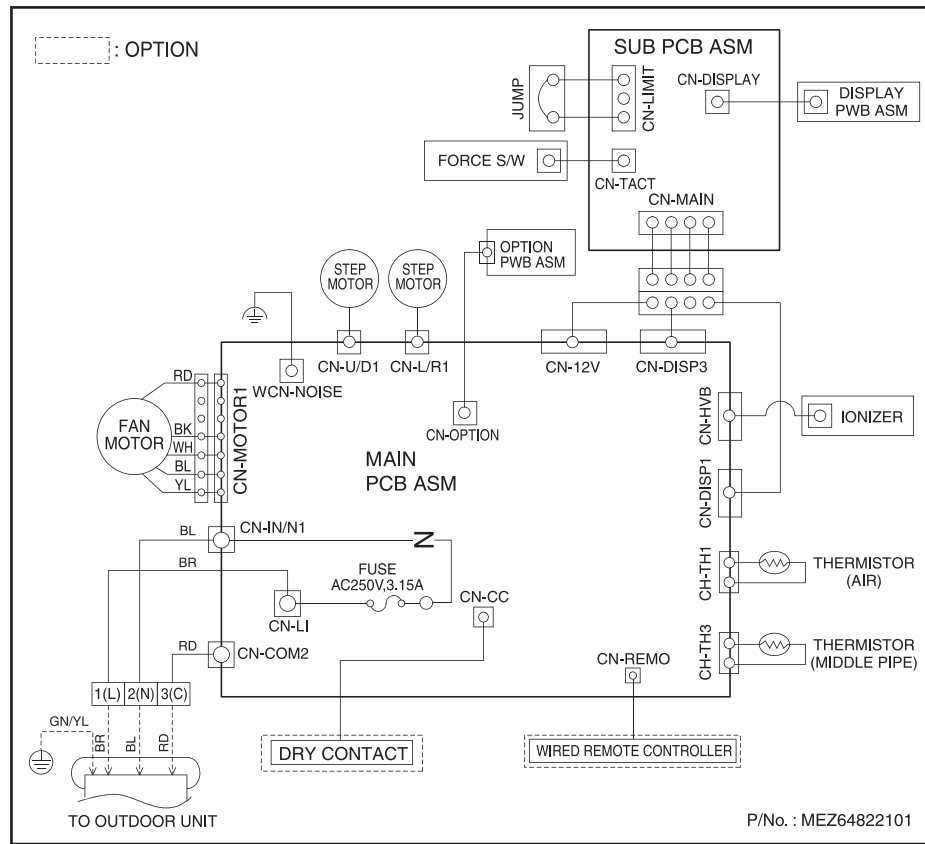 : OPTION
SUB PCB ASM
JUMP
CN-LIMIT
CN-DISPLAY
DISPLAY
PWB ASM
FORCE S/W
CN-TACT
CN-MAIN
OPTION
PWB ASM
STEP
MOTOR
STEP
MOTOR
CN-U/D1
CN-L/R1
CN-12V
CN-DISP3
WCN-NOISE
RD
FAN
MOTOR
BK
WH
BL
YL
CN-MOTOR1
CN-OPTION
CN-HVB
IONIZER
MAIN
PCB ASM
CN-DISP1
BL
CN-IN/N1
N
BR
FUSE
AC250V,3.15A
CN-LI
CN-CC
CH-TH1
THERMISTOR
(AIR)
RD
CN-COM2
CN-REMO
CH-TH3
THERMISTOR
(MIDDLE PIPE)
1(L)
2(N)
3(C)
GN/YL
BR
BL
RD
DRY CONTACT
WIRED REMOTE CONTROLLER
TO OUTDOOR UNIT
P/No. : MEZ64822101